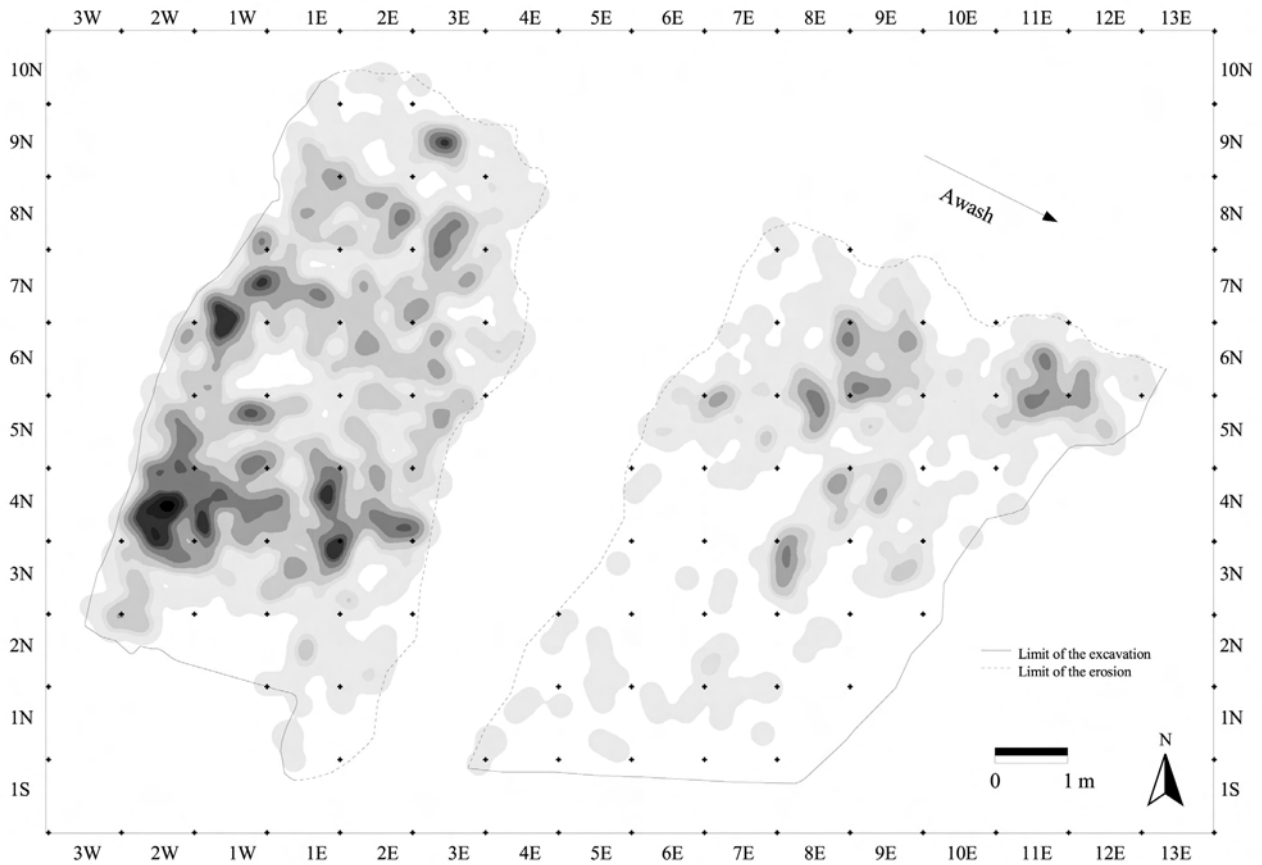 3W 2W 1W 1E 2E 3E 4E 5E 6E 7E 8E 9E 10E 11E 12E 13E
10N 10N
9N 9N
Awash
8N 8N
7N 7N
6N 6N
5N 5N
4N 4N
3N 3N
2N 2N
Limit of the excavation
Limit of the erosion
1N 1N
N
0 1 m
1S 1S
3W 2W 1W 1E 2E 3E 4E 5E 6E 7E 8E 9E 10E 11E 12E 13E